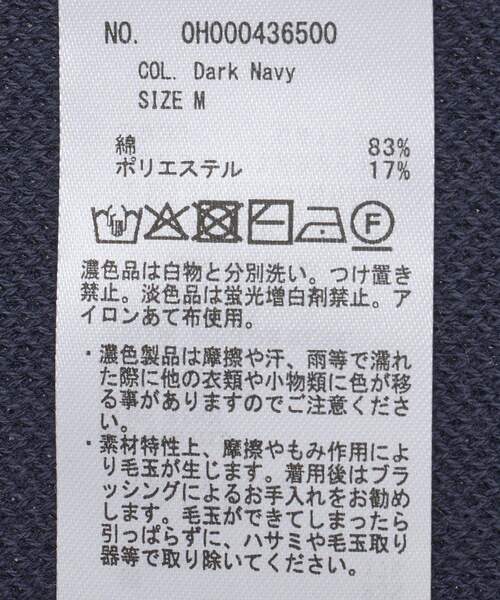 NO. 0H000436500
COL. Dark Navy
SIZE M
綿 83%
ポリエステル 17%
F
濃色品は白物と分別洗い。つけ置き
禁止。淡色品は蛍光増白剤禁止。ア
イロンあて布使用。
・濃色製品は摩擦や汗、雨等で濡れ
た際に他の衣類や小物類に色が移
る事がありますのでご注意くださ
い。
・素材特性上、摩擦やもみ作用によ
り毛玉が生じます。着用後はブラ
ッシングによるお手入れをお勧め
します。毛玉ができてしまったら
引っぱらずに、ハサミや毛玉取り
器等で取り除いてください。